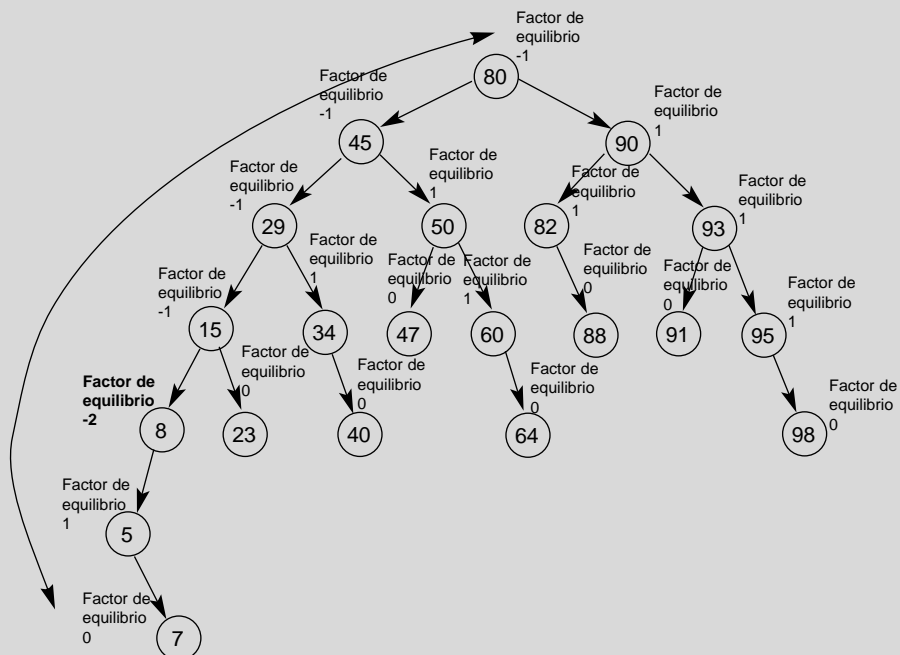 Factor de
equilibrio
-1
80
Factor de
equilibrio
-1
45
Factor de
equilibrio
1
90
Factor de
equilibrio
-1
29
Factor de
equilibrio
1
50
Factor de
equilibrio
1
82
Factor de
equilibrio
1
93
Factor de
equilibrio
-1
15
Factor de
equilibrio
1
34
Factor de
equilibrio
0
47
Factor de
equilibrio
1
60
Factor de
equilibrio
0
88
Factor de
equilibrio
0
91
Factor de
equilibrio
1
95
Factor de
equilibrio
-2
8
Factor de
equilibrio
0
23
Factor de
equilibrio
0
40
Factor de
equilibrio
0
64
Factor de
equilibrio
0
98
Factor de
equilibrio
1
5
Factor de
equilibrio
0
7